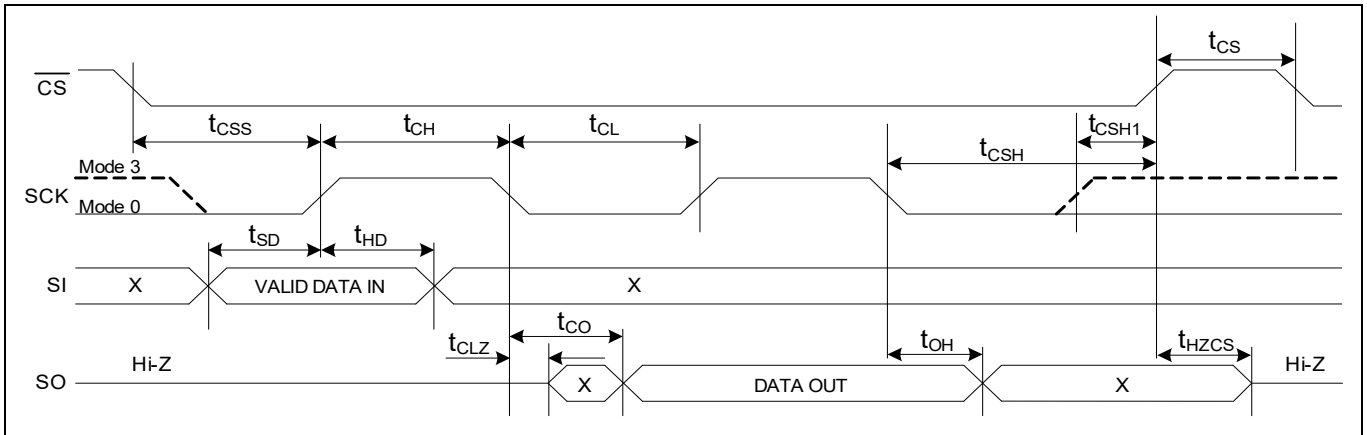 tCS
CS
tCSS tCH tCL tCSH tCSH1
Mode 3
SCK
Mode 0
tSD tHD
SI X VALID DATA IN X
tCLZ tCO tOH tHZCS
Hi-Z Hi-Z
SO X DATA OUT X